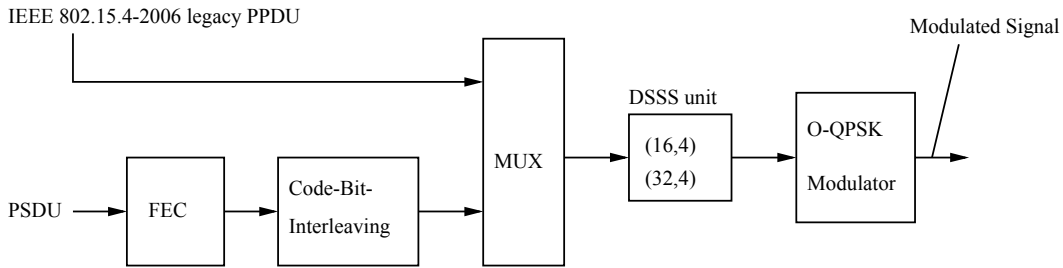 IEEE 802.15.4-2006 legacy PPDU
Modulated Signal
DSSS unit
O-QPSK
Modulator
(16,4)
(32,4)
MUX
Code-Bit-
Interleaving
PSDU
FEC